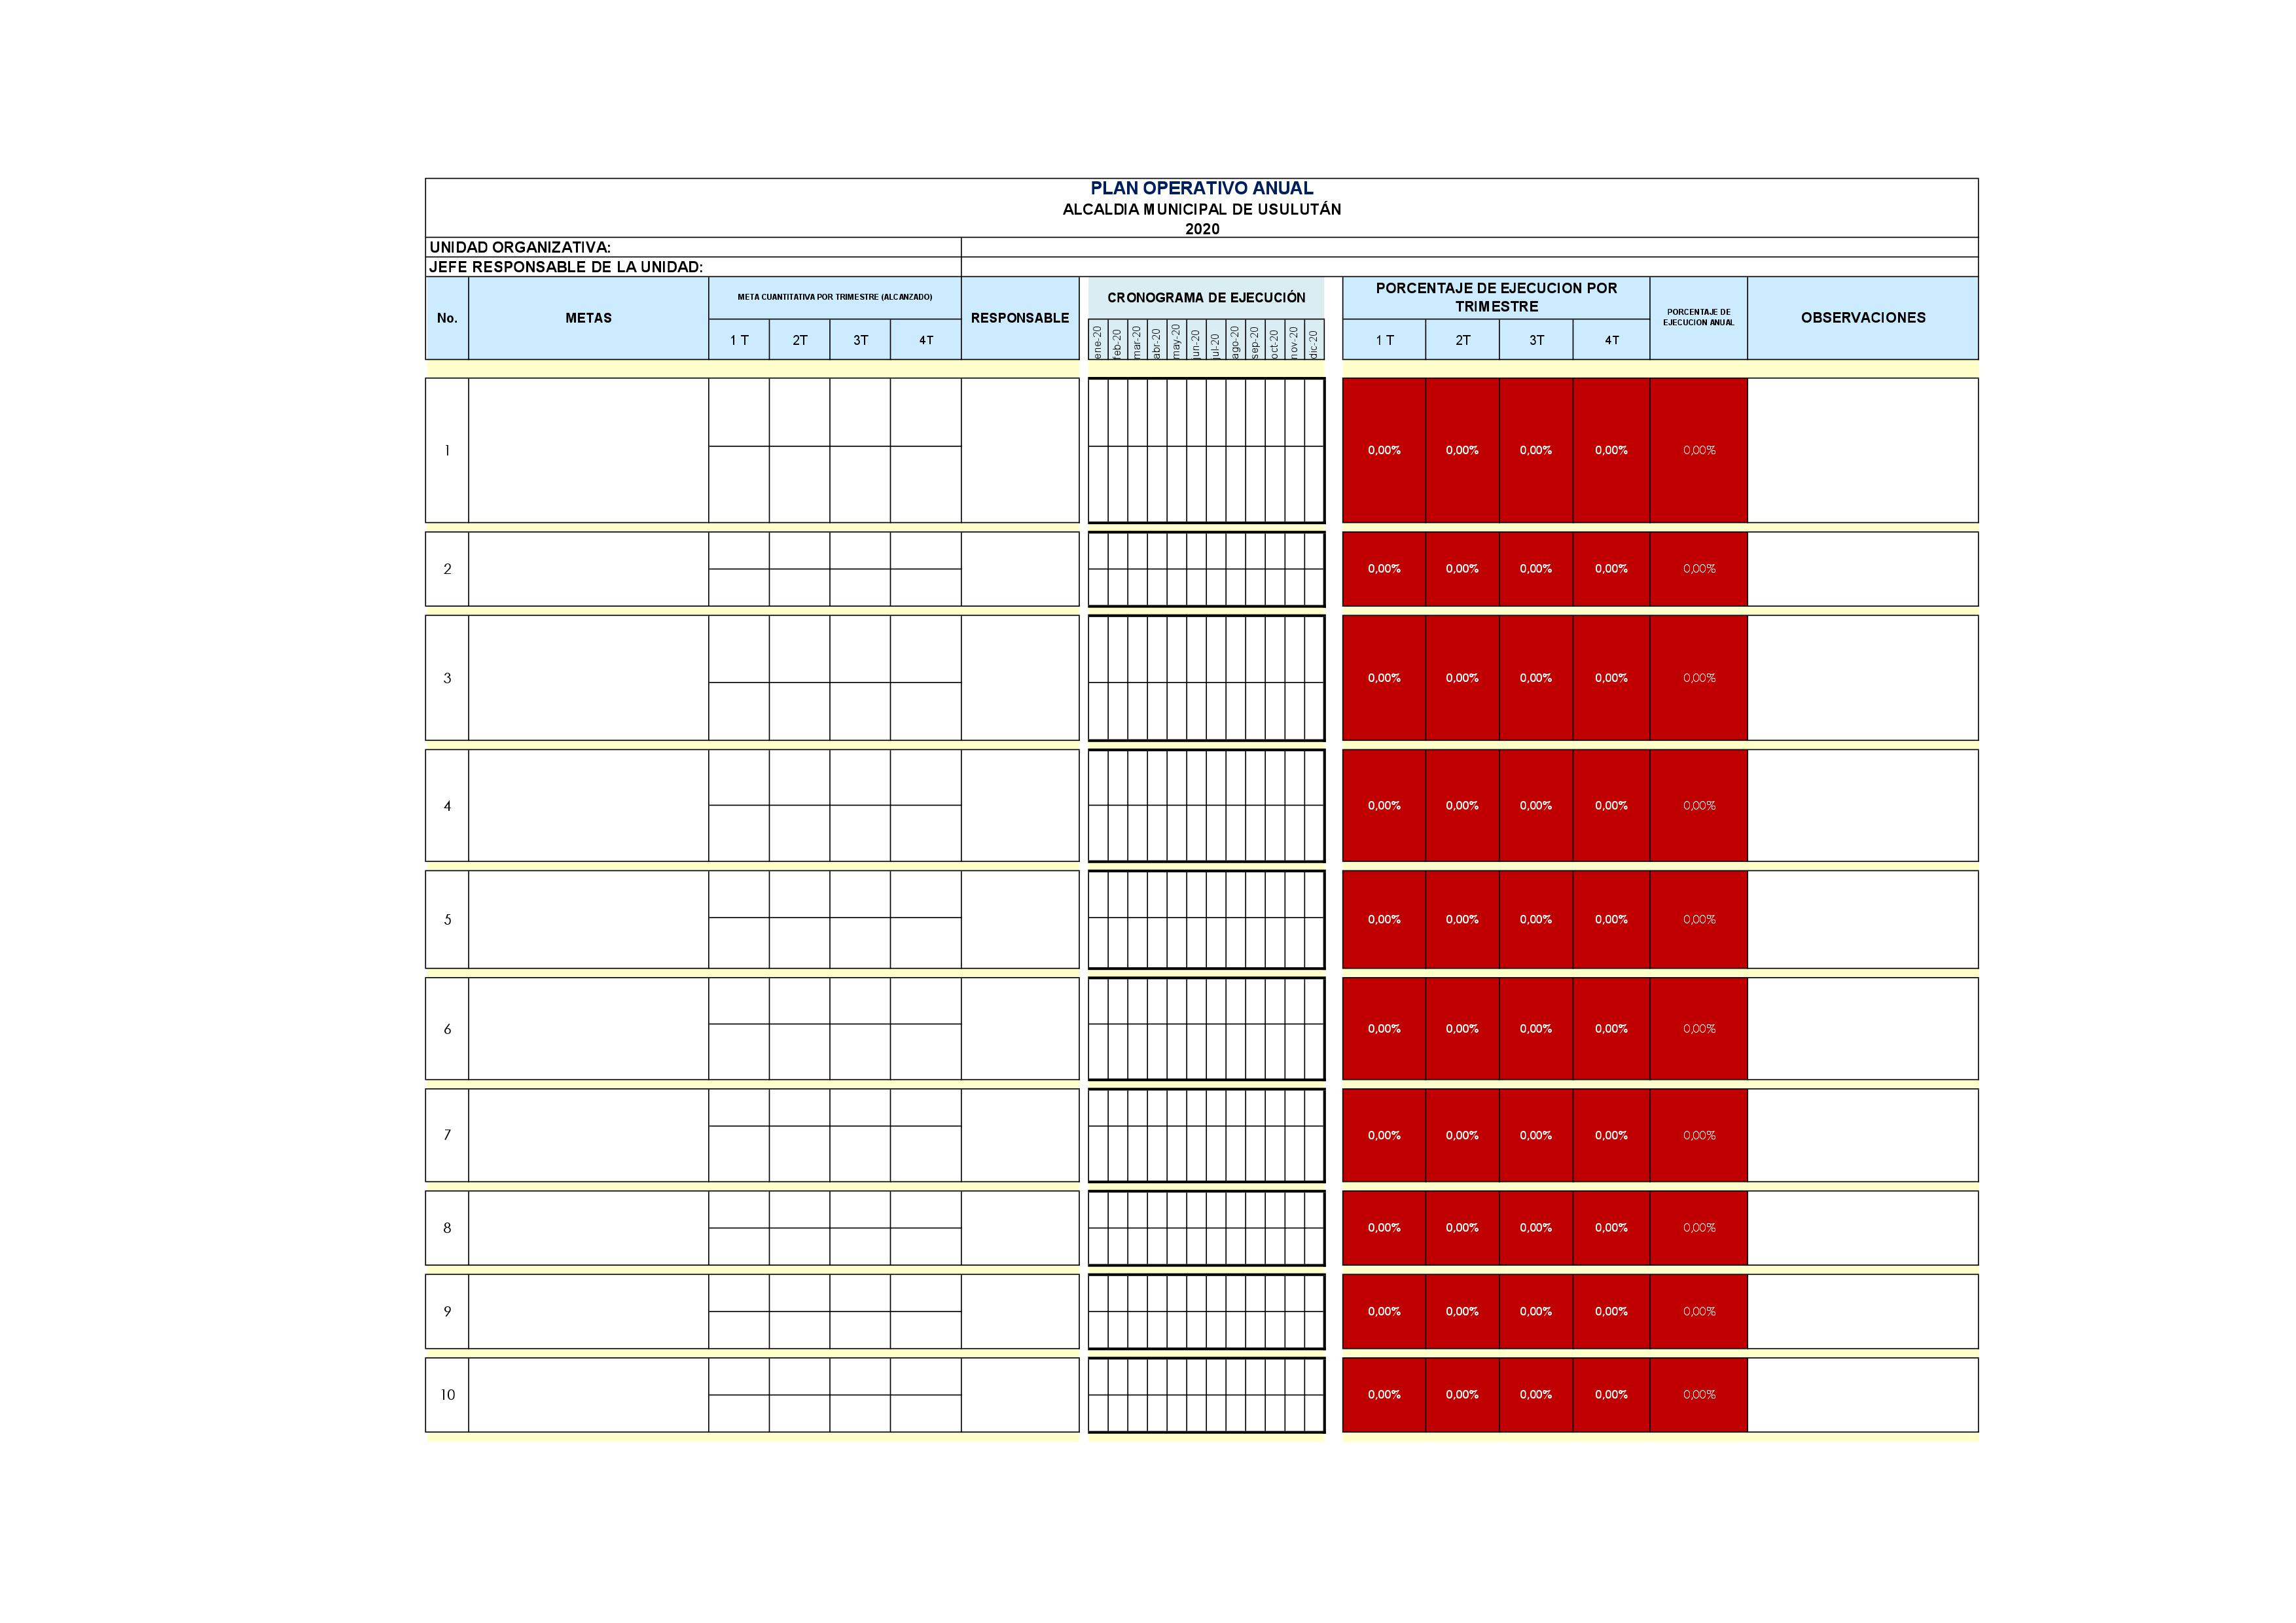 PLAN OPERATIVO ANUAL
ALCALDIA MUNICIPAL DE USULUTÁN
2020
UNIDAD ORGANIZATIVA:
JEFE RESPONSABLE DE LA UNIDAD:
No. METAS META CUANTITATIVA POR TRIMESTRE (ALCANZADO) RESPONSABLE CRONOGRAMA DE EJECUCIÓN PORCENTAJE DE EJECUCION POR
TRIMESTRE PORCENTAJE DE
EJECUCION ANUAL OBSERVACIONES
1 T 2T 3T 4T ene-20 feb-20 mar-20 abr-20 may-20 jun-20 jul-20 ago-20 sep-20 oct-20 nov-20 dic-20 1 T 2T 3T 4T
1 0,00% 0,00% 0,00% 0,00% 0,00%
2 0,00% 0,00% 0,00% 0,00% 0,00%
3 0,00% 0,00% 0,00% 0,00% 0,00%
4 0,00% 0,00% 0,00% 0,00% 0,00%
5 0,00% 0,00% 0,00% 0,00% 0,00%
6 0,00% 0,00% 0,00% 0,00% 0,00%
7 0,00% 0,00% 0,00% 0,00% 0,00%
8 0,00% 0,00% 0,00% 0,00% 0,00%
9 0,00% 0,00% 0,00% 0,00% 0,00%
10 0,00% 0,00% 0,00% 0,00% 0,00%